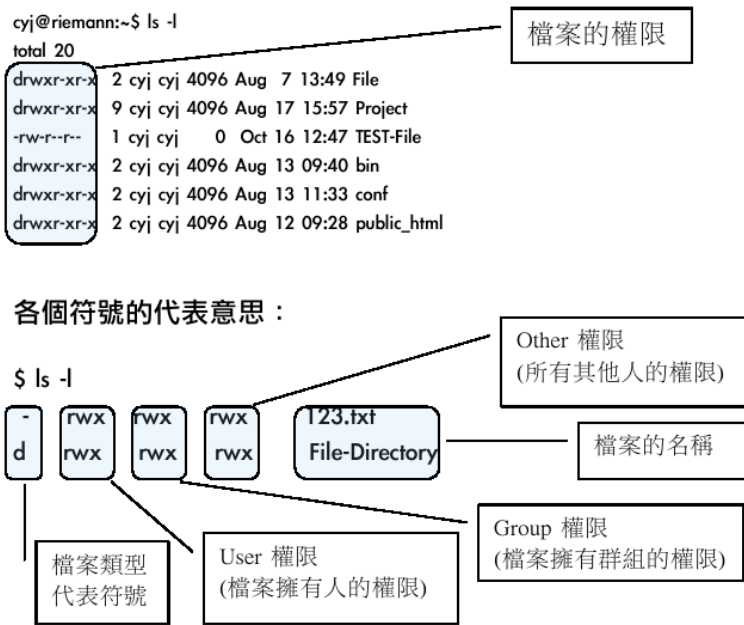 cyj@riemann:~$ ls -l
total 20
檔案的權限
drwxr-xr-x 2 cyj cyj 4096 Aug 7 13:49 File
drwxr-xr-x 9 cyj cyj 4096 Aug 17 15:57 Project
-rw-r--r-- 1 cyj cyj 0 Oct 16 12:47 TEST-File
drwxr-xr-x 2 cyj cyj 4096 Aug 13 09:40 bin
drwxr-xr-x 2 cyj cyj 4096 Aug 13 11:33 conf
drwxr-xr-x 2 cyj cyj 4096 Aug 12 09:28 public_html
各個符號的代表意思：
Other 權限
(所有其他人的權限)
$ ls -l
- rwx rwx rwx 123.txt
d rwx rwx rwx File-Directory
檔案的名稱
Group 權限
(檔案擁有群組的權限)
User 權限
(檔案擁有人的權限)
檔案類型
代表符號